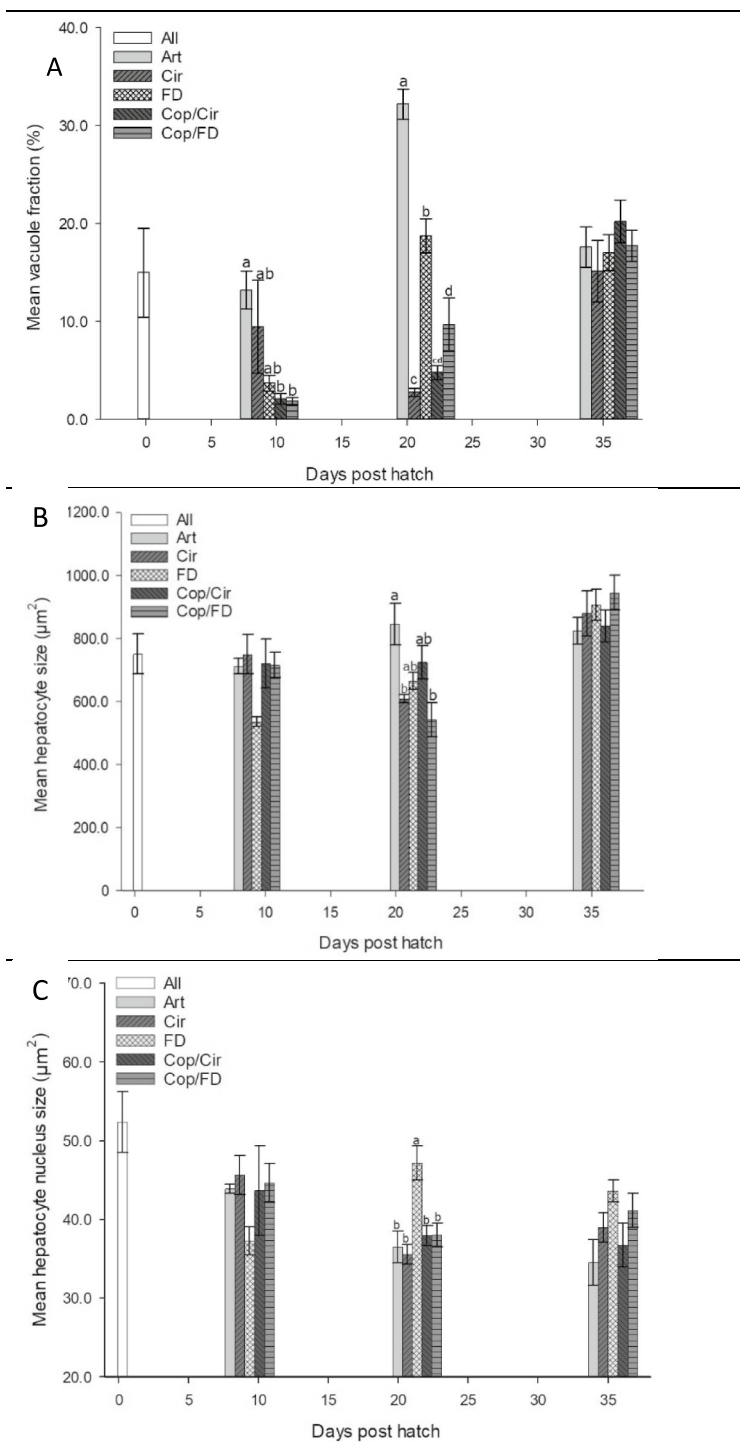 A
All
Art
Cir
FD
Cop/Cir
Cop/FD
40.0
30.0
20.0
10.0
0.0
Mean vacuole fraction (%)
a
ab
ab
b
b
a
c
b
cd
d
0 5 10 15 20 25 30 35
Days post hatch
B
All
Art
Cir
FD
Cop/Cir
Cop/FD
1200.0
1000.0
800.0
600.0
400.0
200.0
0
Mean hepatocyte size (µm²)
a
b
ab
ab
b
0 5 10 15 20 25 30 35
Days post hatch
C
All
Art
Cir
FD
Cop/Cir
Cop/FD
70.0
60.0
50.0
40.0
30.0
20.0
Mean hepatocyte nucleus size (µm²)
b
b
a
b
b
0 5 10 15 20 25 30 35
Days post hatch